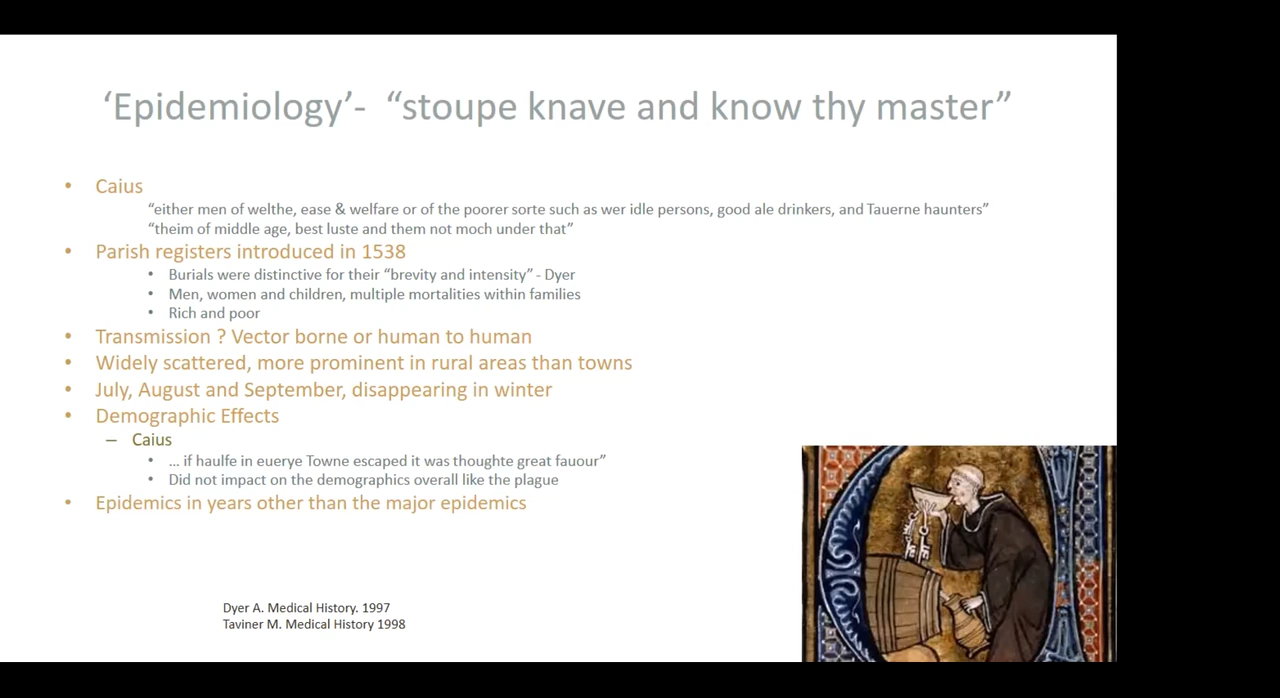 ‘Epidemiology’-  “stoupe knave and know thy master”
• Caius
“either men of welthe, ease & welfare or of the poorer sorte such as wer idle persons, good ale drinkers, and Tauerne haunters”
“theim of middle age, best luste and them not moch under that”
• Parish registers introduced in 1538
• Burials were distinctive for their “brevity and intensity” - Dyer
• Men, women and children, multiple mortalities within families
• Rich and poor
• Transmission ? Vector borne or human to human
• Widely scattered, more prominent in rural areas than towns
• July, August and September, disappearing in winter
• Demographic Effects
– Caius
• … if haulfe in euerye Towne escaped it was thoughte great fauour”
• Did not impact on the demographics overall like the plague
• Epidemics in years other than the major epidemics
Dyer A. Medical History. 1997
Taviner M. Medical History 1998